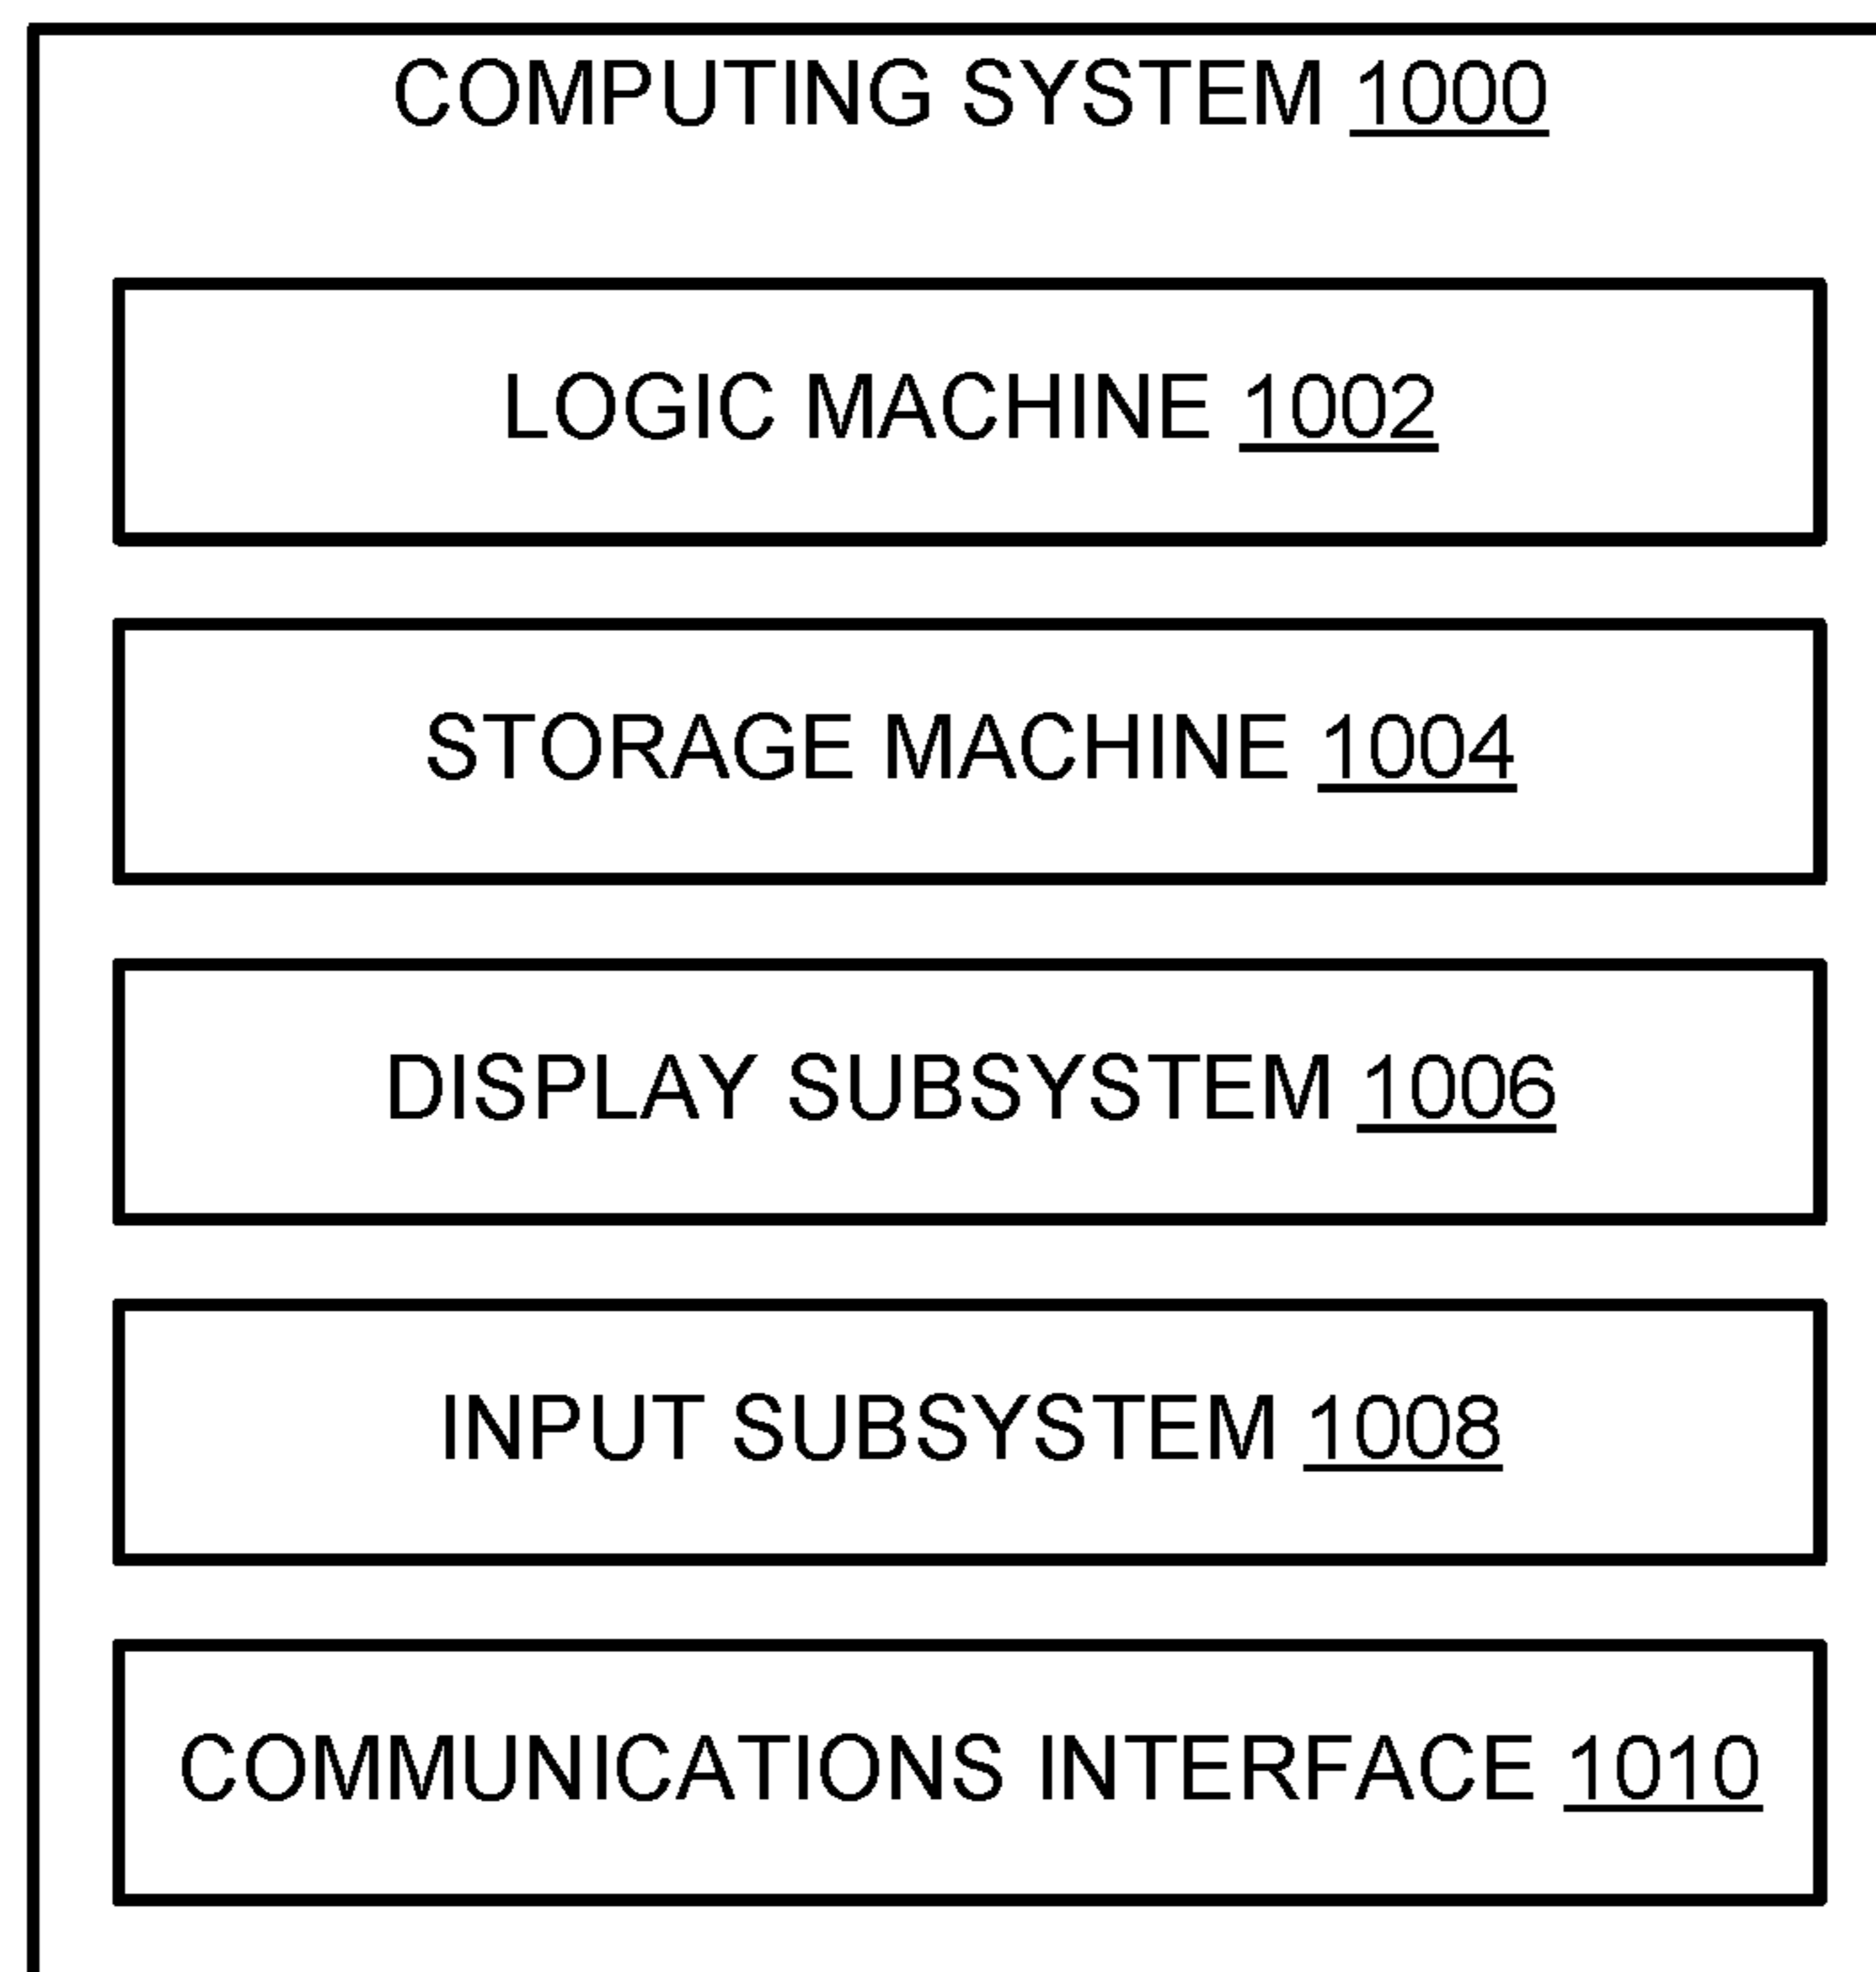 COMPUTING SYSTEM 1000
LOGIC MACHINE 1002
STORAGE MACHINE 1004
DISPLAY SUBSYSTEM 1006
INPUT SUBSYSTEM 1008
COMMUNICATIONS INTERFACE 1010